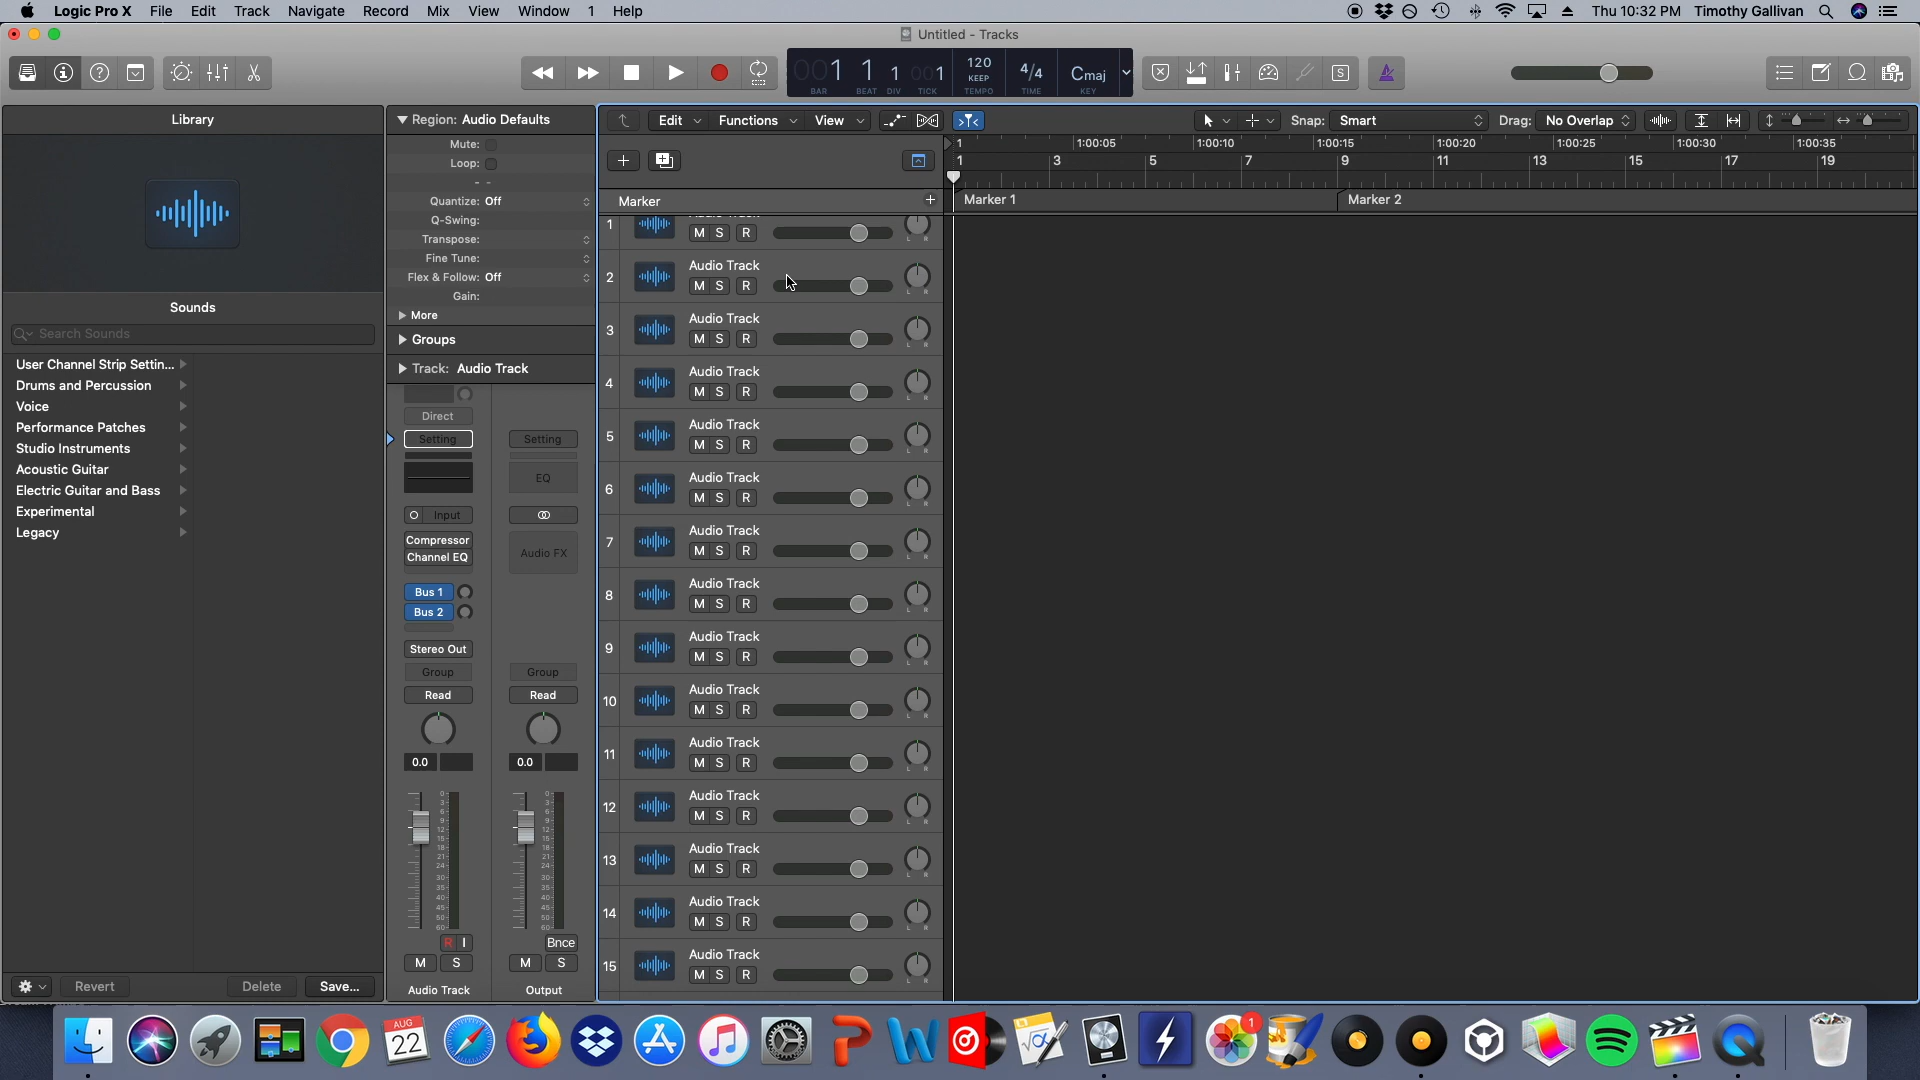 Logic Pro X File Edit Track Navigate Record Mix View Window 1 Help
Thu 10:32 PM Timothy Gallivan
Untitled - Tracks
001 1 1 001
BAR BEAT DIV TICK
120
KEEP
TEMPO
4/4
TIME
Cmaj
KEY
Library
Sounds
Search Sounds
User Channel Strip Settin...
Drums and Percussion
Voice
Performance Patches
Studio Instruments
Acoustic Guitar
Electric Guitar and Bass
Experimental
Legacy
Revert Delete Save...
Region: Audio Defaults
Mute:
Loop:
Quantize: Off
Q-Swing:
Transpose:
Fine Tune:
Flex & Follow: Off
Gain:
More
Groups
Track: Audio Track
Direct
Setting Setting
EQ
Input
Compressor
Channel EQ
Audio FX
Bus 1
Bus 2
Stereo Out
Group Group
Read Read
0.0 0.0
R I Bnce
M S M S
Audio Track Output
Edit Functions View Snap: Smart Drag: No Overlap
1 1:00:05 1:00:10 1:00:15 1:00:20 1:00:25 1:00:30 1:00:35
1 3 5 7 9 11 13 15 17 19
Marker
Marker 1 Marker 2
1 M S R
2 Audio Track
M S R
3 Audio Track
M S R
4 Audio Track
M S R
5 Audio Track
M S R
6 Audio Track
M S R
7 Audio Track
M S R
8 Audio Track
M S R
9 Audio Track
M S R
10 Audio Track
M S R
11 Audio Track
M S R
12 Audio Track
M S R
13 Audio Track
M S R
14 Audio Track
M S R
15 Audio Track
M S R
AUG
22
1